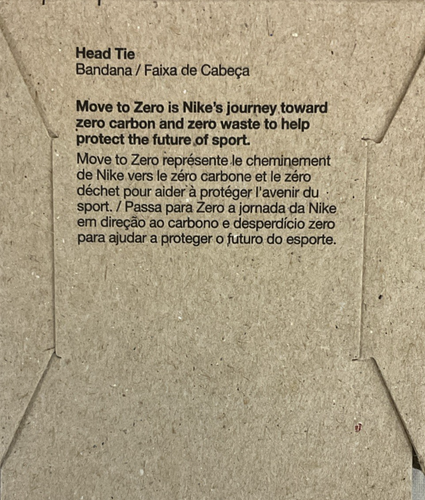 Head Tie
Bandana / Faixa de Cabeça
Move to Zero is Nike's journey toward
zero carbon and zero waste to help
protect the future of sport.
Move to Zero représente le cheminement
de Nike vers le zéro carbone et le zéro
déchet pour aider à protéger l'avenir du
sport. / Passa para Zero a jornada da Nike
em direção ao carbono e desperdício zero
para ajudar a proteger o futuro do esporte.